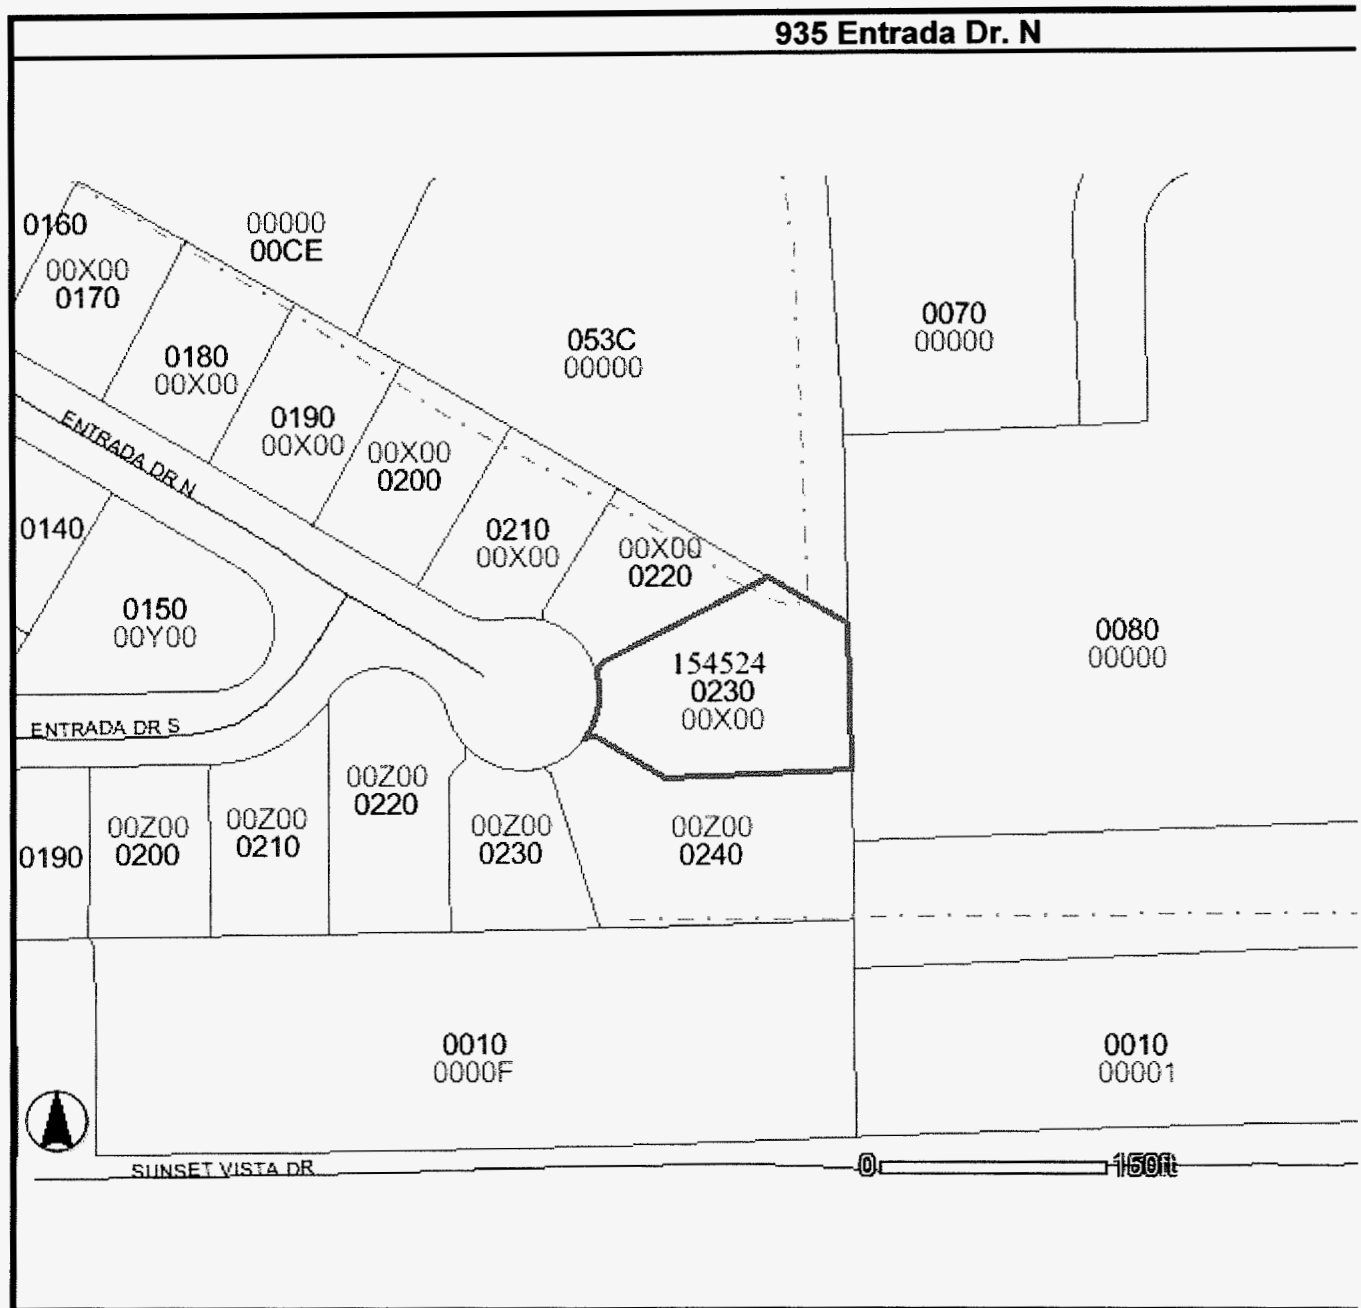 935 Entrada Dr. N
0160
00X00
0170
00000
00CE
0180
00X00
0190
00X00
00X00
0200
0210
00X00
00X00
0220
053C
00000
0070
00000
ENTRADA DR N
0140
0150
00Y00
154524
0230
00X00
0080
00000
ENTRADA DR S
0190
00Z00
0200
00Z00
0210
00Z00
0220
00Z00
0230
00Z00
0240
0010
0000F
0010
00001
SUNSET VISTA DR
0
150ft